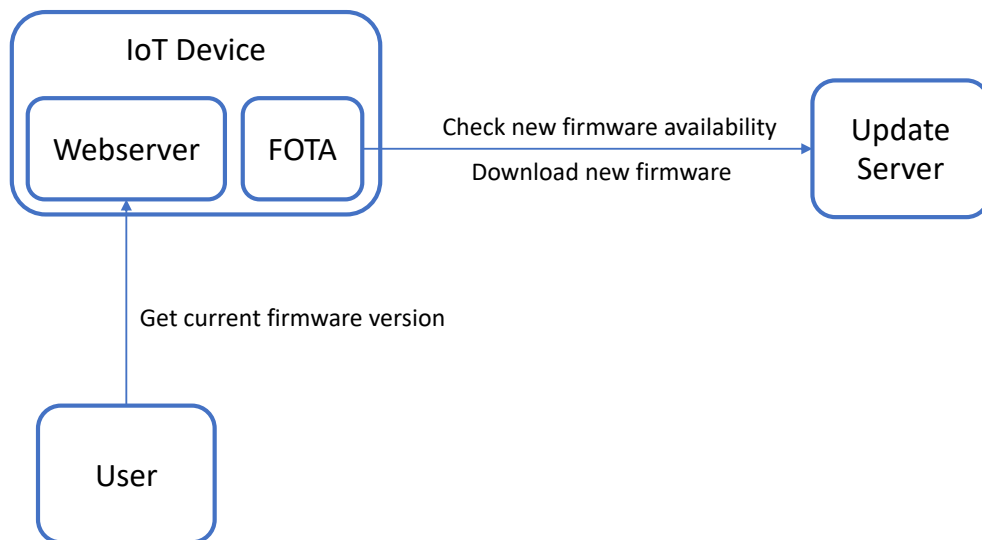 IoT Device
Webserver
FOTA
Check new firmware availability
Download new firmware
Update
Server
Get current firmware version
User